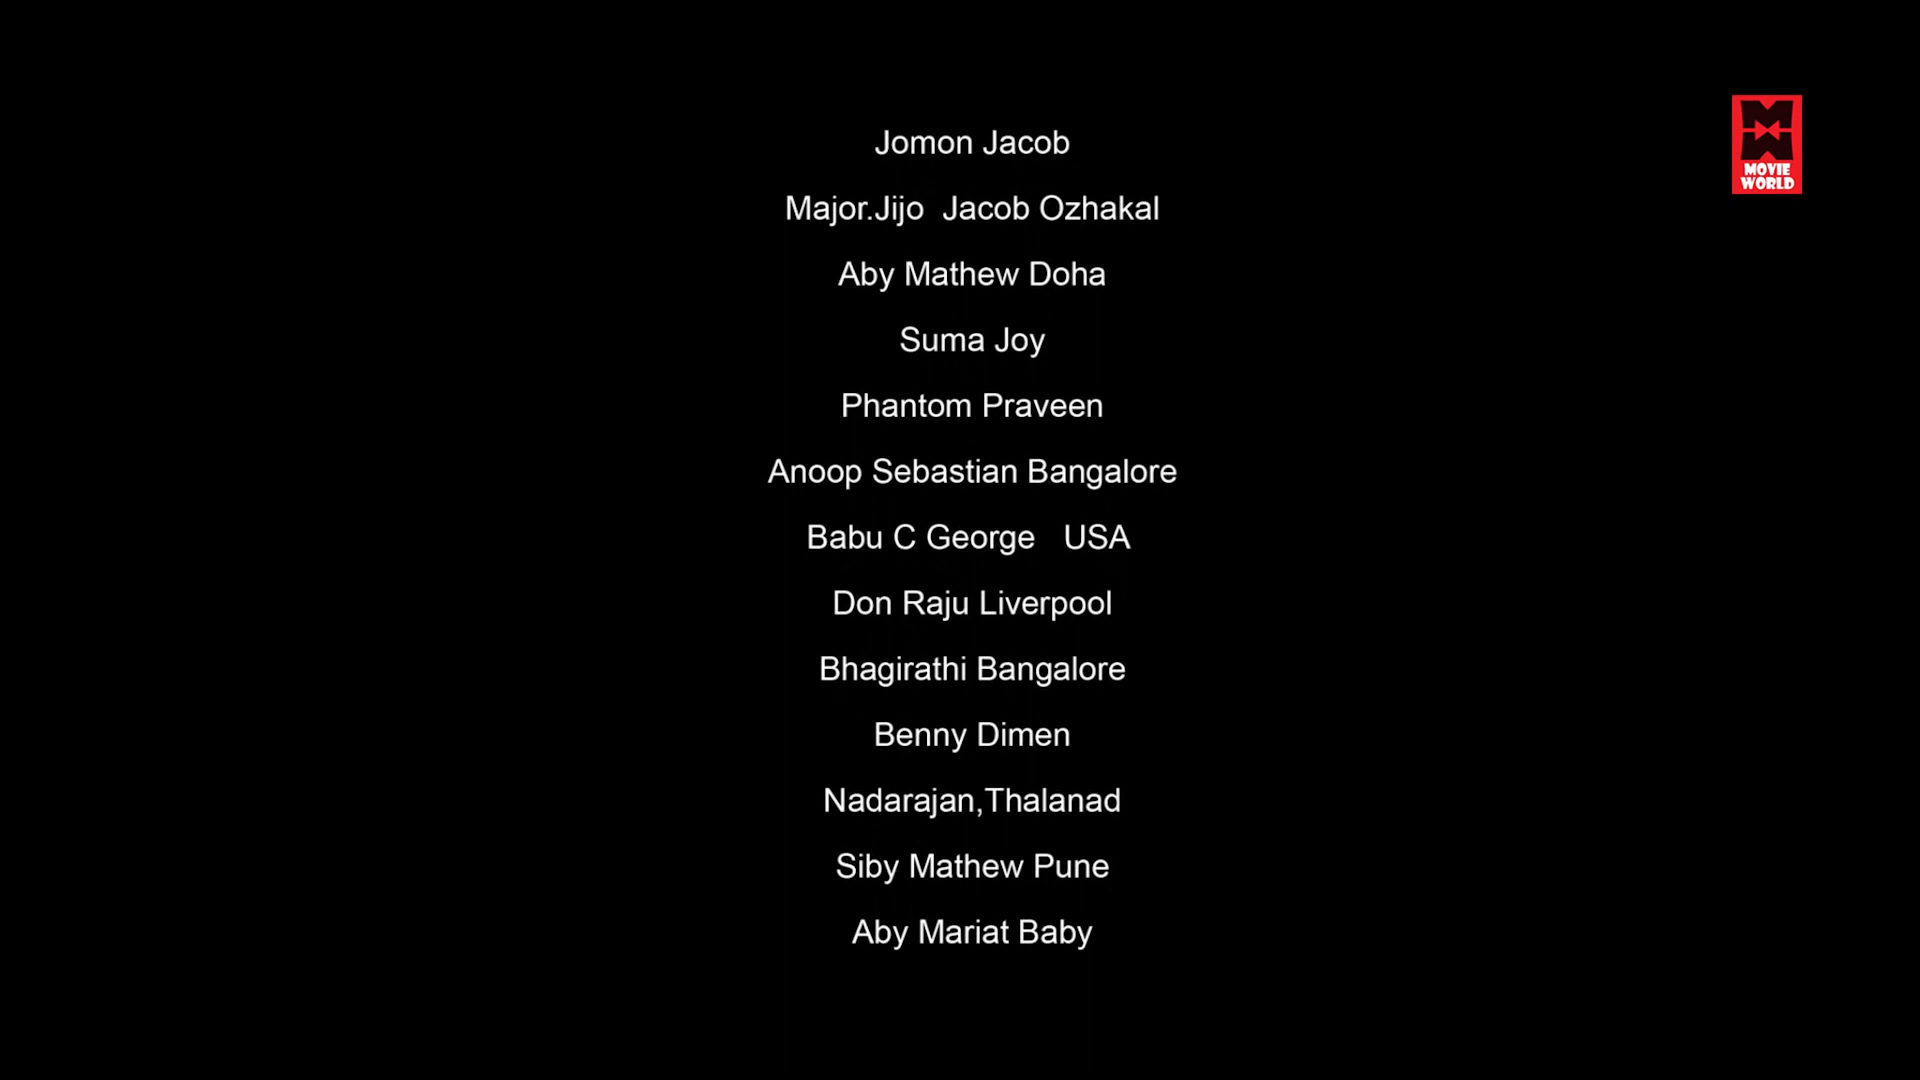 Jomon Jacob
Major.Jijo  Jacob Ozhakal
Aby Mathew Doha
Suma Joy
Phantom Praveen
Anoop Sebastian Bangalore
Babu C George   USA
Don Raju Liverpool
Bhagirathi Bangalore
Benny Dimen
Nadarajan,Thalanad
Siby Mathew Pune
Aby Mariat Baby
MOVIE
WORLD